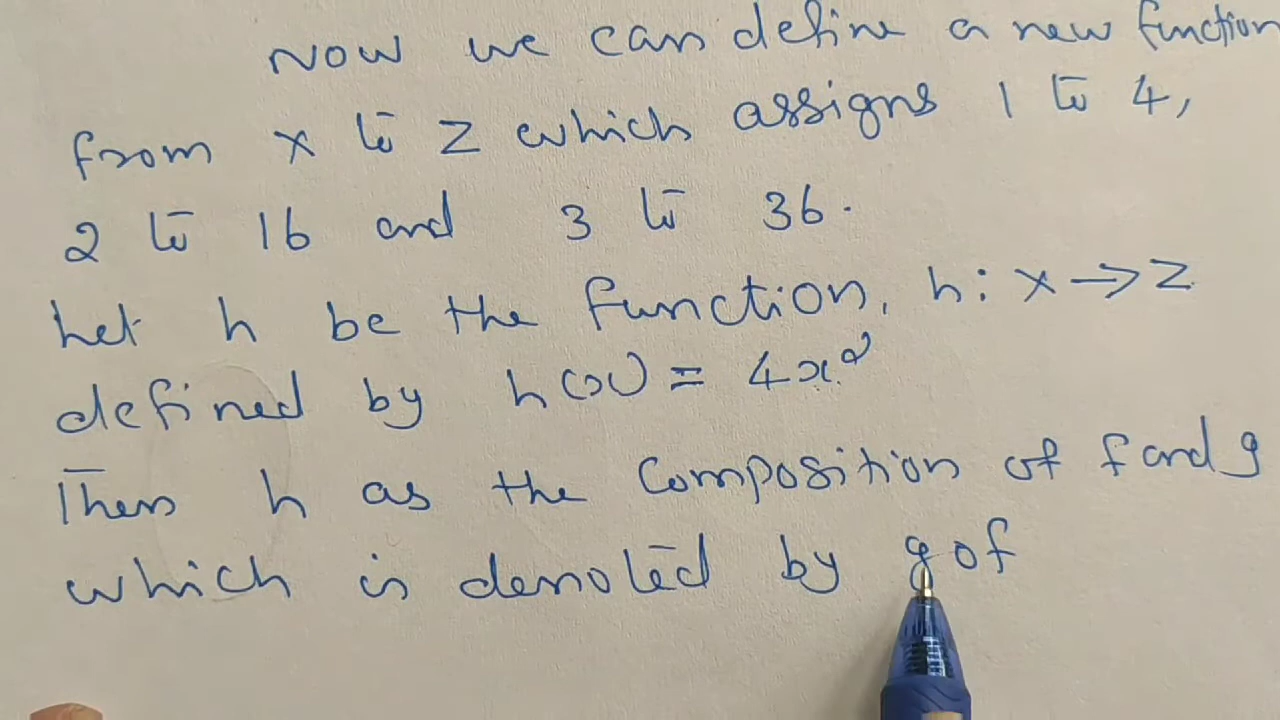 Now we can define a new function
from x to z which assigns 1 to 4,
2 to 16 and 3 to 36.
Let h be the function, h: x → z
defined by h(x) = 4x²
Then h as the composition of f and g
which is denoted by gof